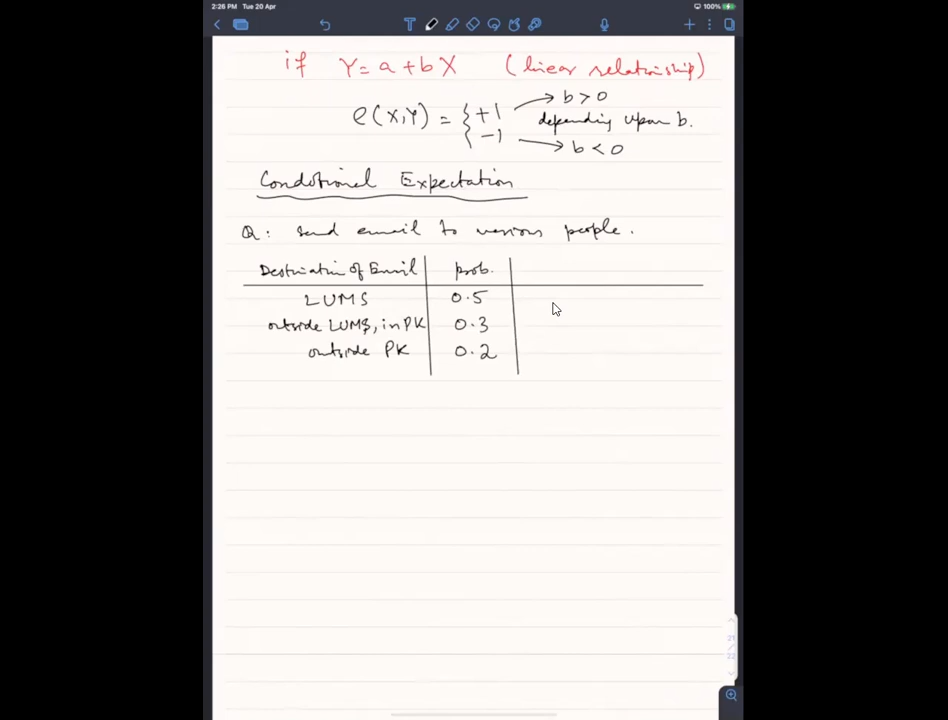 2:26 PM Tue 20 Apr
100%
if Y = a + b X (linear relationship)
ρ(X,Y) = { +1 → b > 0
depending upon b.
-1 → b < 0
Conditional Expectation
Q: Send email to various people.
Destination of Email prob.
LUMS 0.5
outside LUMS, in PK 0.3
outside PK 0.2
21
22